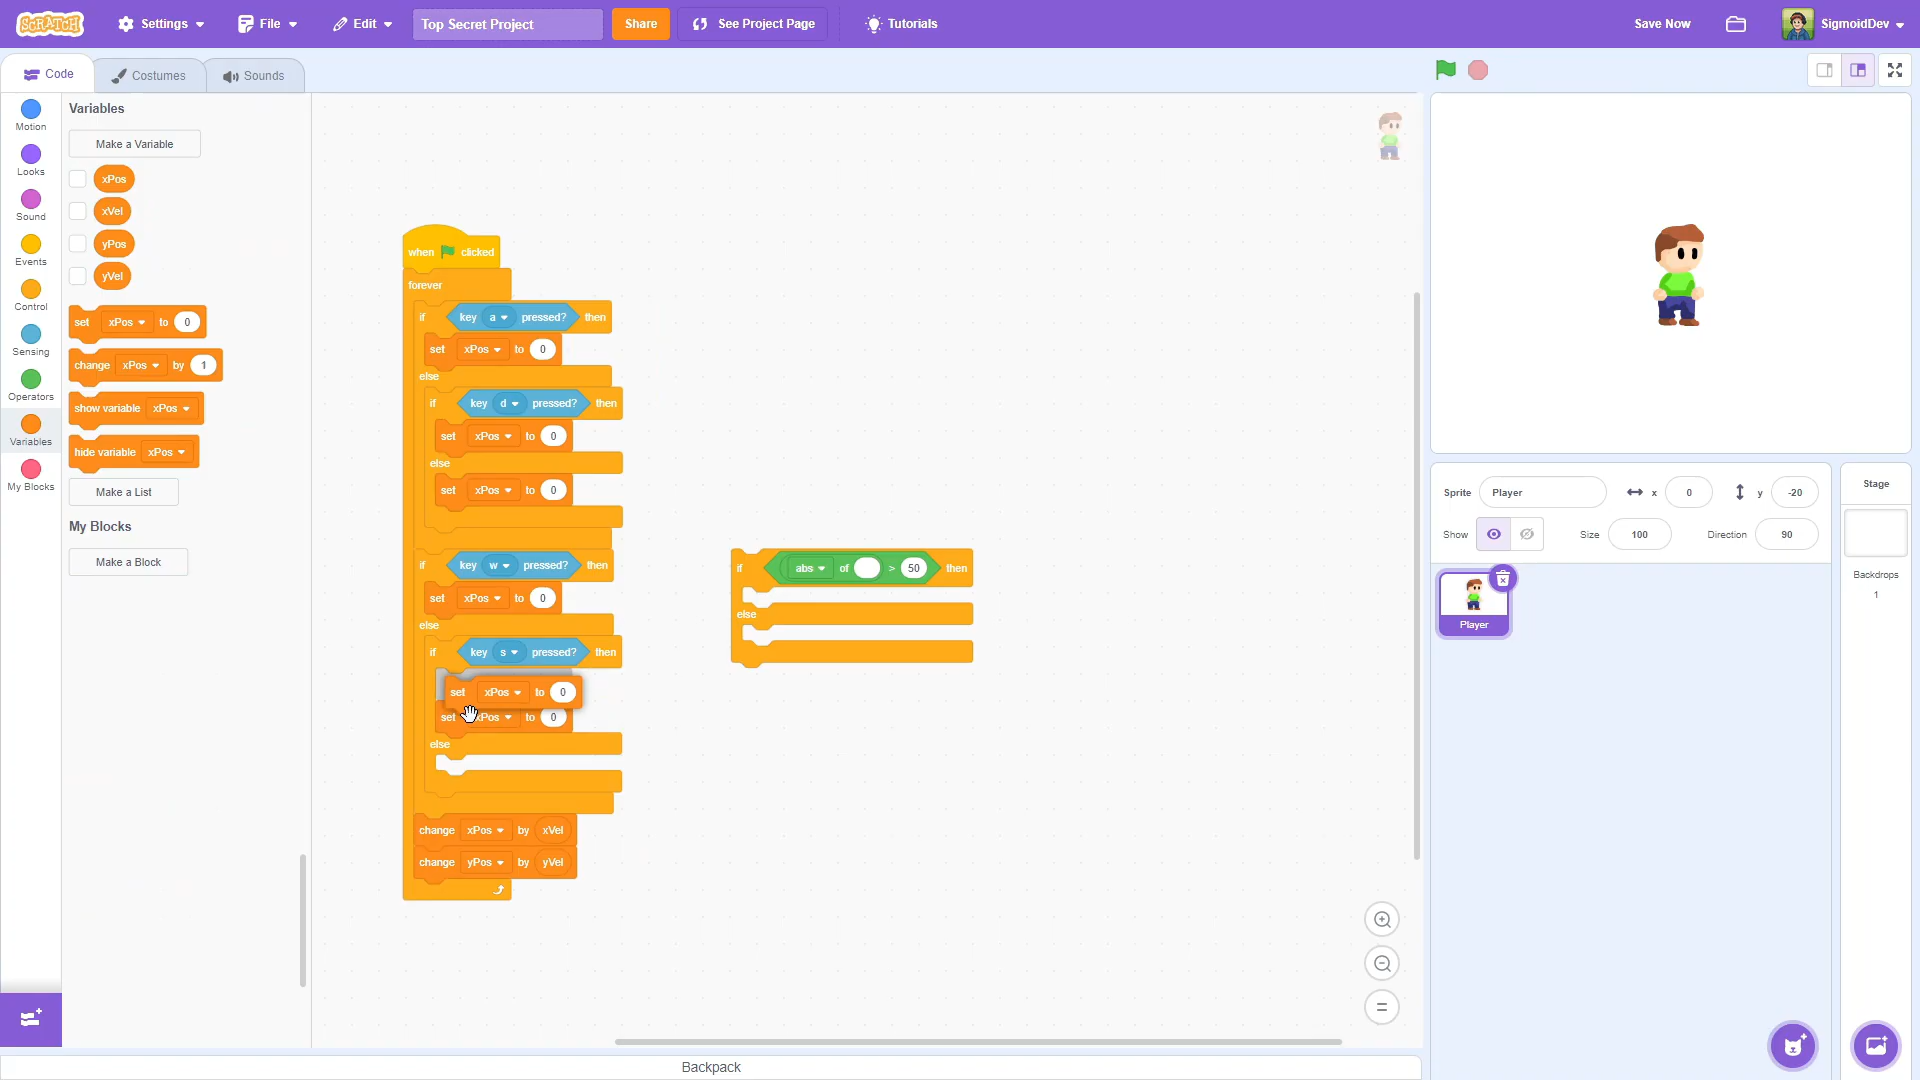 SCRATCH Settings File Edit Top Secret Project Share See Project Page Tutorials Save Now SigmoidDev
Code Costumes Sounds
Motion
Looks
Sound
Events
Control
Sensing
Operators
Variables
My Blocks
Variables
Make a Variable
xPos
xVel
yPos
yVel
set xPos to 0
change xPos by 1
show variable xPos
hide variable xPos
Make a List
My Blocks
Make a Block
when clicked
forever
if key a pressed? then
set xPos to 0
else
if key d pressed? then
set xPos to 0
else
set xPos to 0
if key w pressed? then
set xPos to 0
else
if key s pressed? then
set xPos to 0
set xPos to 0
else
change xPos by xVel
change yPos by yVel
if abs of > 50 then
else
Sprite Player x 0 y -20
Show Size 100 Direction 90
Player
Stage
Backdrops
1
Backpack